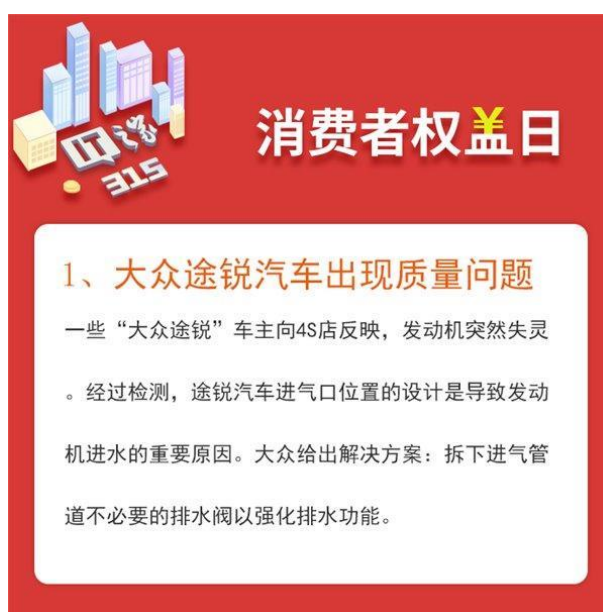 315
消费者权益日
1、大众途锐汽车出现质量问题
一些“大众途锐”车主向4S店反映，发动机突然失灵
。经过检测，途锐汽车进气口位置的设计是导致发动
机进水的重要原因。大众给出解决方案：拆下进气管
道不必要的排水阀以强化排水功能。